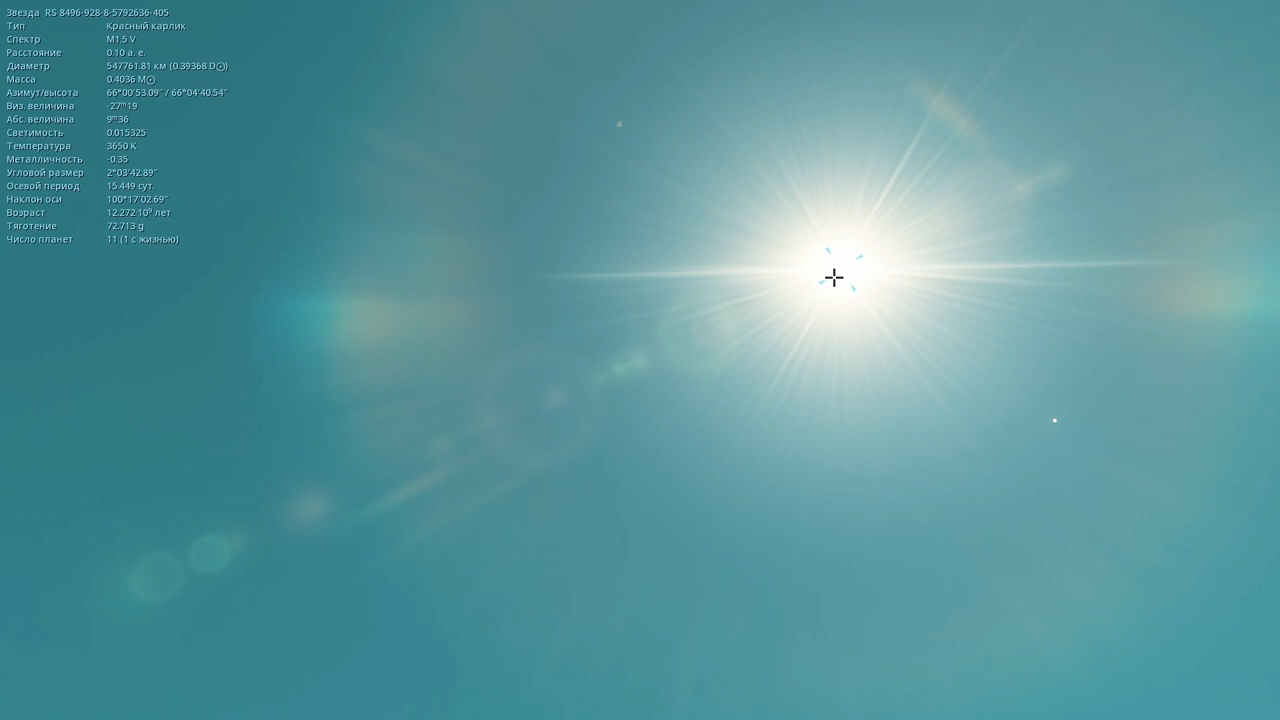 Звезда RS 8496-928-8-5792636-405
Тип Красный карлик
Спектр M1.5 V
Расстояние 0.10 а. е.
Диаметр 547761.81 км (0.39368 D☉)
Масса 0.4036 M☉
Азимут/высота 66°00'53.09" / 66°04'40.54"
Виз. величина -27ᵐ19
Абс. величина 9ᵐ36
Светимость 0.015325
Температура 3650 K
Металличность -0.35
Угловой размер 2°03'42.89"
Осевой период 15.449 сут.
Наклон оси 100°17'02.69"
Возраст 12.272·10⁹ лет
Тяготение 72.713 g
Число планет 11 (1 с жизнью)